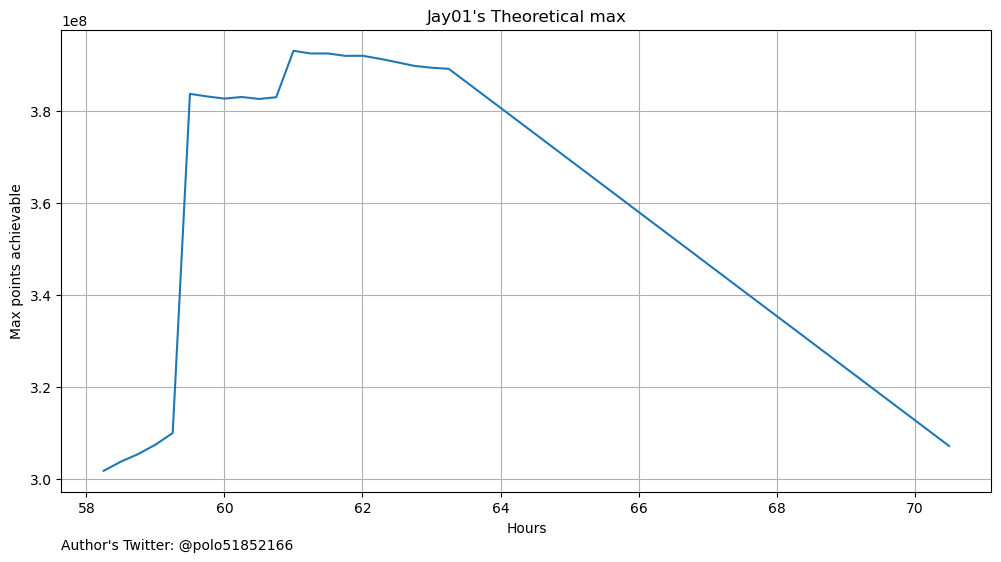 Jay01's Theoretical max
1e8
Max points achievable
3.8
3.6
3.4
3.2
3.0
58 60 62 64 66 68 70
Hours
Author's Twitter: @polo51852166